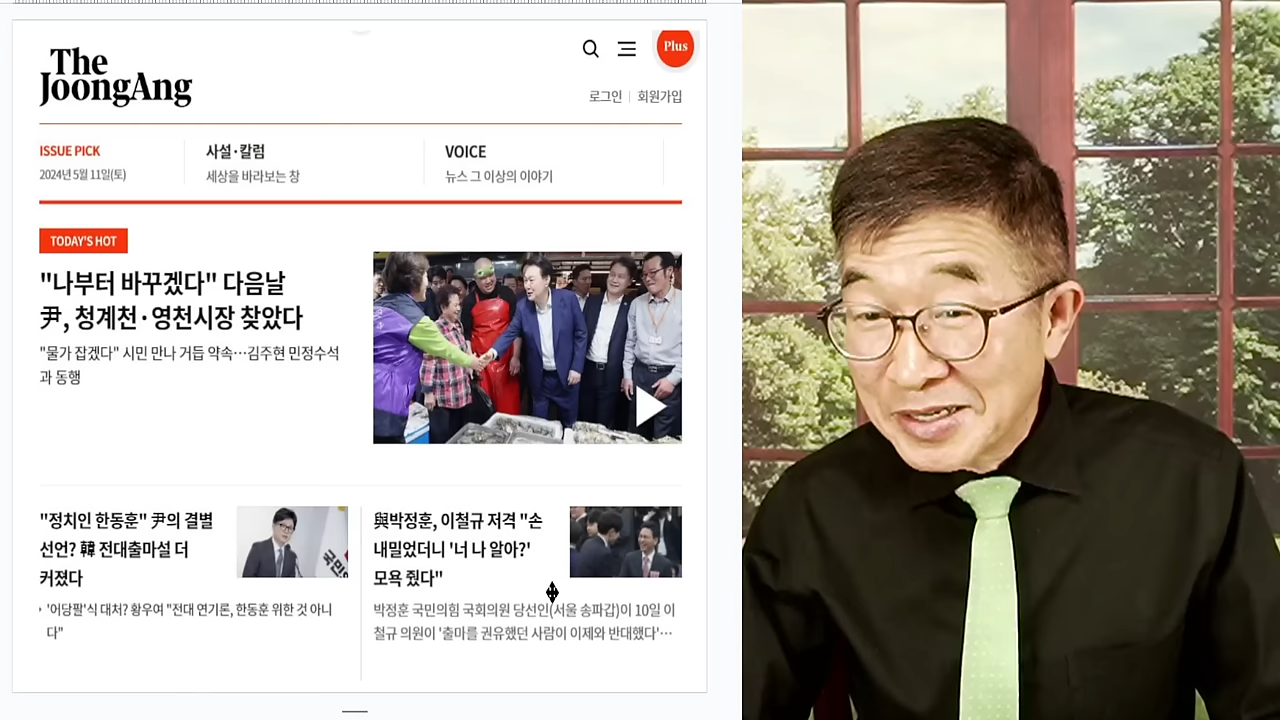 The
JoongAng
Plus
로그인
회원가입
ISSUE PICK
2024년 5월 11일(토)
사설·칼럼
세상을 바라보는 창
VOICE
뉴스 그 이상의 이야기
TODAY'S HOT
"나부터 바꾸겠다" 다음날
尹, 청계천·영천시장 찾았다
"물가 잡겠다" 시민 만나 거듭 약속…김주현 민정수석
과 동행
"정치인 한동훈" 尹의 결별
선언? 韓 전대출마설 더
커졌다
'어당팔'식 대처? 황우여 "전대 연기론, 한동훈 위한 것 아니
다"
與박정훈, 이철규 저격 "손
내밀었더니 '너 나 알아?'
모욕 줬다"
박정훈 국민의힘 국회의원 당선인(서울 송파갑)이 10일 이
철규 의원이 '출마를 권유했던 사람이 이제와 반대했다'…
국민